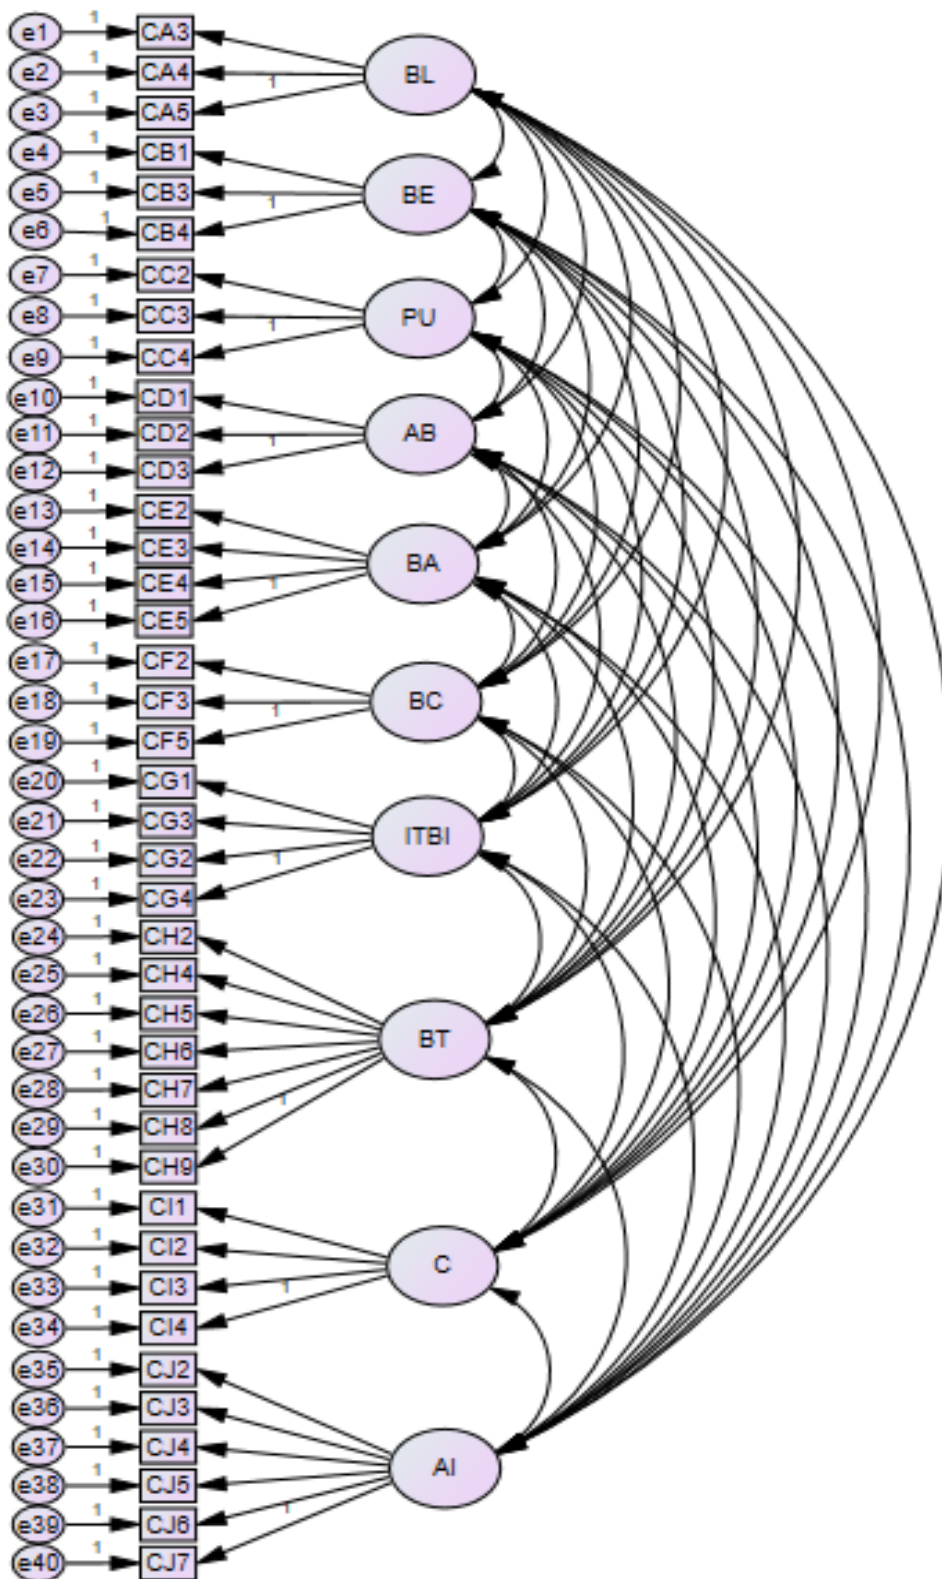 e1 1 CA3
BL
e2 1 CA4
1
e3 1 CA5
e4 1 CB1
BE
e5 1 CB3
1
e6 1 CB4
e7 1 CC2
PU
e8 1 CC3
1
e9 1 CC4
e10 1 CD1
AB
e11 1 CD2
1
e12 1 CD3
e13 1 CE2
e14 1 CE3
BA
e15 1 CE4
1
e16 1 CE5
e17 1 CF2
BC
e18 1 CF3
1
e19 1 CF5
e20 1 CG1
e21 1 CG3
ITBI
e22 1 CG2
1
e23 1 CG4
e24 1 CH2
e25 1 CH4
e26 1 CH5
BT
e27 1 CH6
e28 1 CH7
1
e29 1 CH8
e30 1 CH9
e31 1 CI1
e32 1 CI2
C
e33 1 CI3
1
e34 1 CI4
e35 1 CJ2
e36 1 CJ3
e37 1 CJ4
AI
e38 1 CJ5
1
e39 1 CJ6
e40 1 CJ7